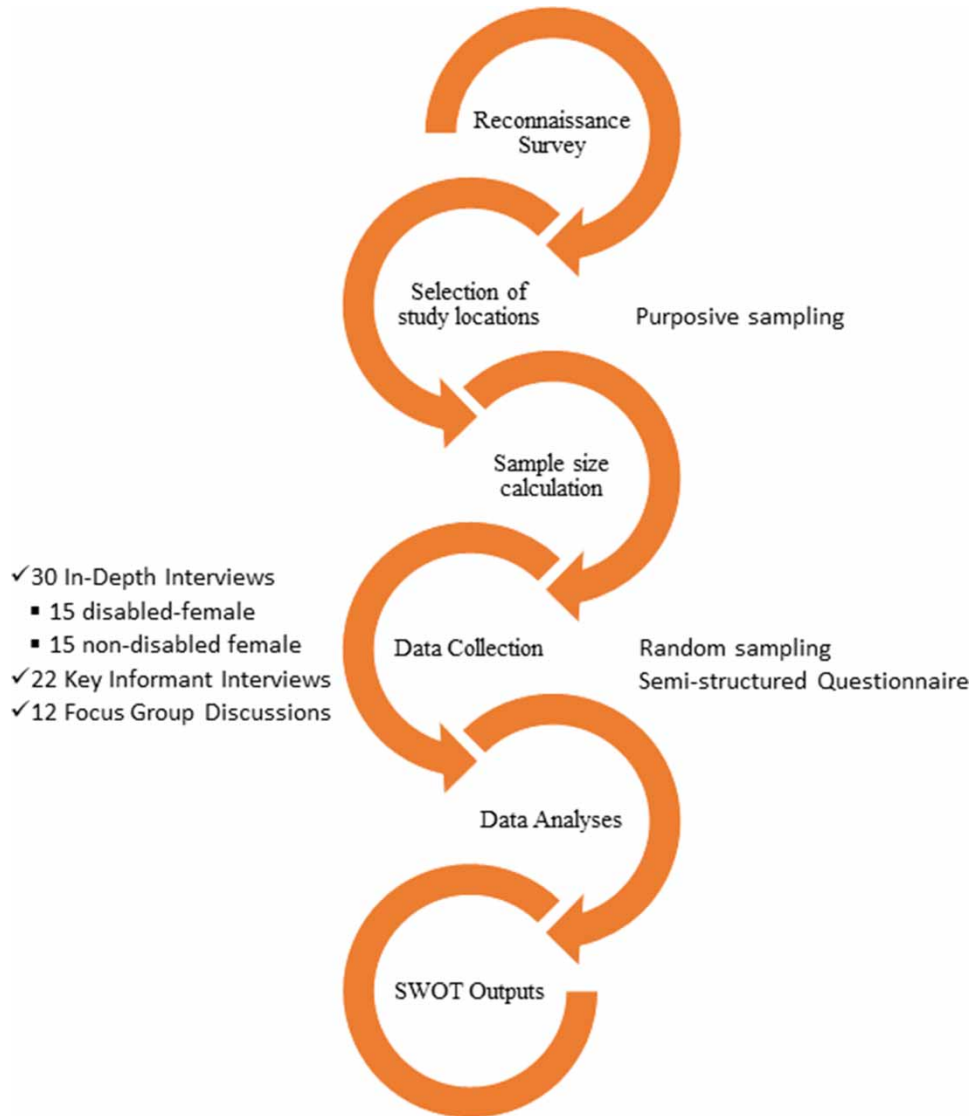 Reconnaissance
Survey
Selection of
study locations
Purposive sampling
Sample size
calculation
✓30 In-Depth Interviews
▪ 15 disabled-female
▪ 15 non-disabled female
✓22 Key Informant Interviews
✓12 Focus Group Discussions
Data Collection
Random sampling
Semi-structured Questionnaire
Data Analyses
SWOT Outputs